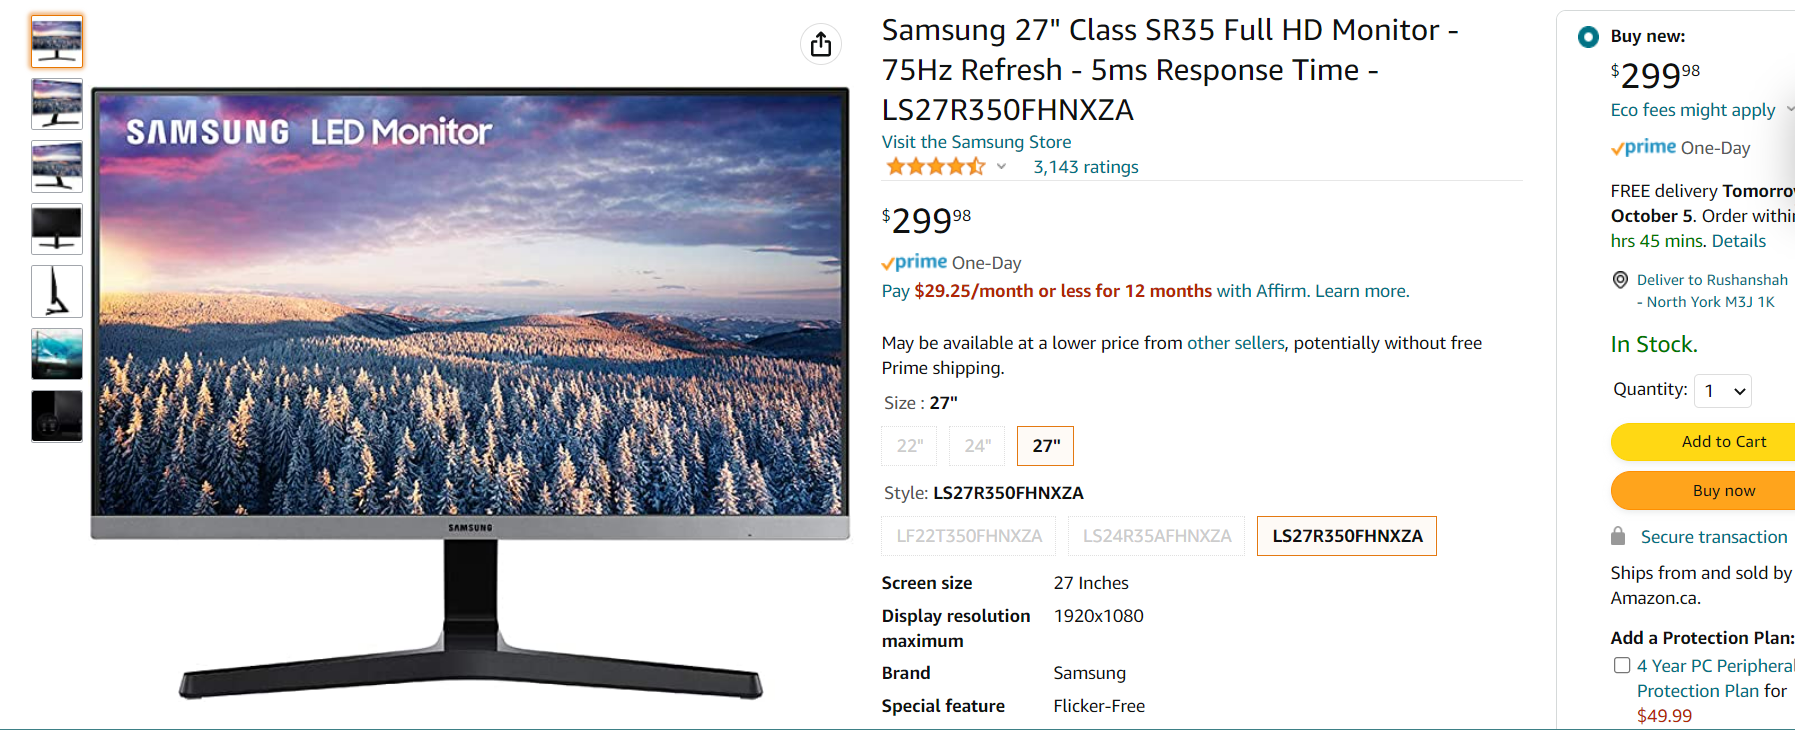 SAMSUNG LED Monitor
SAMSUNG
Samsung 27" Class SR35 Full HD Monitor -
75Hz Refresh - 5ms Response Time -
LS27R350FHNXZA
Visit the Samsung Store
3,143 ratings
$29998
prime One-Day
Pay $29.25/month or less for 12 months with Affirm. Learn more.
May be available at a lower price from other sellers, potentially without free
Prime shipping.
Size : 27"
22" 24" 27"
Style: LS27R350FHNXZA
LF22T350FHNXZA LS24R35AFHNXZA LS27R350FHNXZA
Screen size 27 Inches
Display resolution 1920x1080
maximum
Brand Samsung
Special feature Flicker-Free
Buy new:
$29998
Eco fees might apply
prime One-Day
FREE delivery Tomorro
October 5. Order withi
hrs 45 mins. Details
Deliver to Rushanshah
- North York M3J 1K
In Stock.
Quantity: 1
Add to Cart
Buy now
Secure transaction
Ships from and sold by
Amazon.ca.
Add a Protection Plan:
4 Year PC Peripheral
Protection Plan for
$49.99